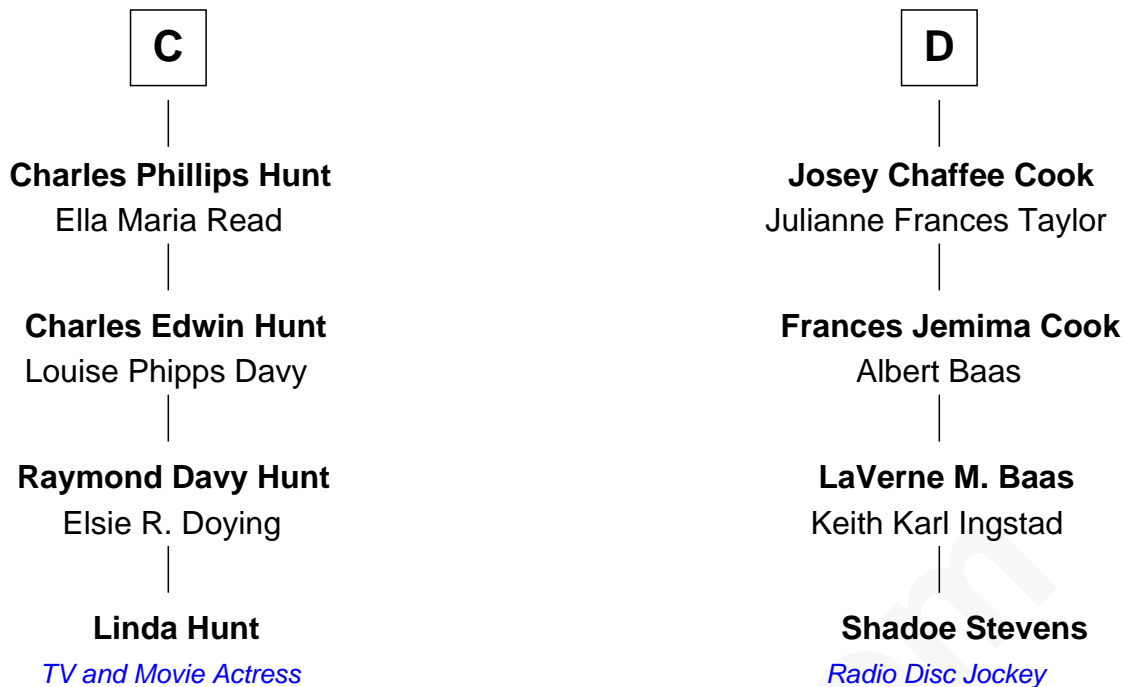 C
Charles Phillips Hunt
Ella Maria Read
Charles Edwin Hunt
Louise Phipps Davy
Raymond Davy Hunt
Elsie R. Doying
Linda Hunt
TV and Movie Actress
D
Josey Chaffee Cook
Julianne Frances Taylor
Frances Jemima Cook
Albert Baas
LaVerne M. Baas
Keith Karl Ingstad
Shadoe Stevens
Radio Disc Jockey